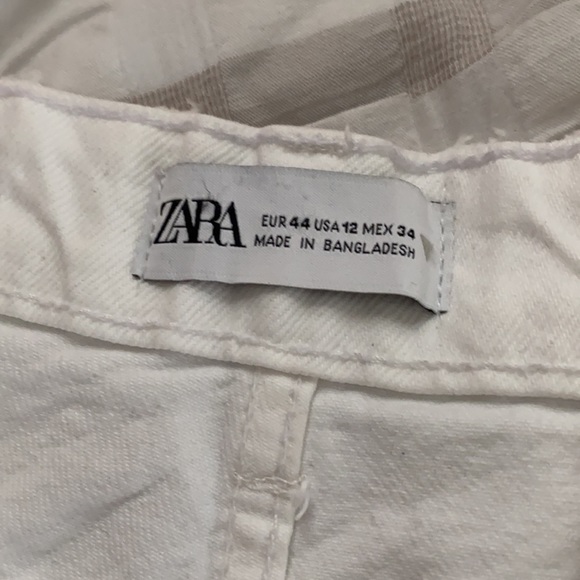 ZARA
EUR 44 USA 12 MEX 34
MADE IN BANGLADESH